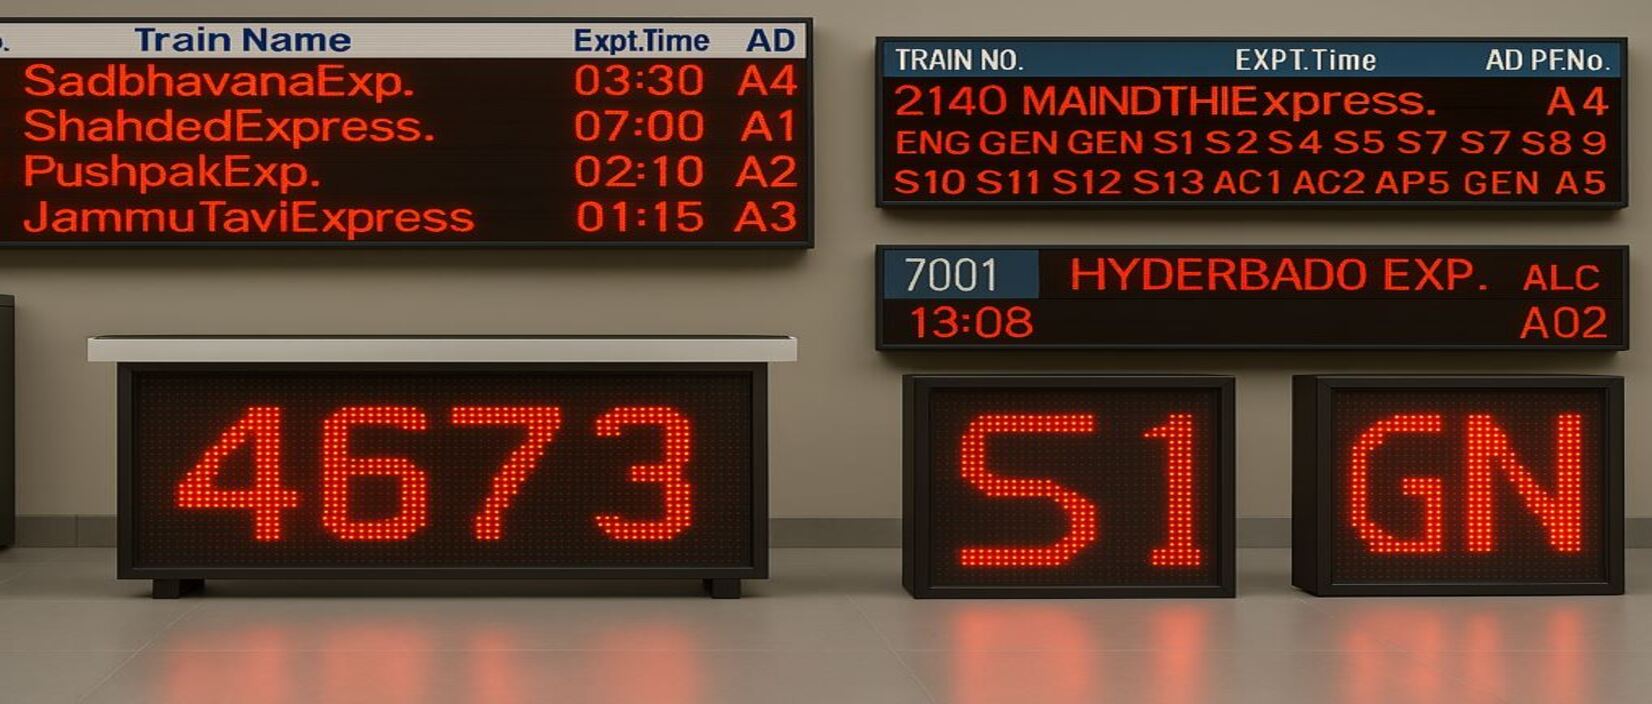 o. Train Name Expt.Time AD
SadbhavanaExp. 03:30 A4
ShahdedExpress. 07:00 A1
PushpakExp. 02:10 A2
JammuTaviExpress 01:15 A3
TRAIN NO. EXPT.Time AD PF.No.
2140 MAINDTHIExpress. A4
ENG GEN GEN S1 S2 S4 S5 S7 S7 S8 9
S10 S11 S12 S13 AC1 AC2 AP5 GEN A5
7001 HYDERBADO EXP. ALC
13:08 A02
4673
S1
GN